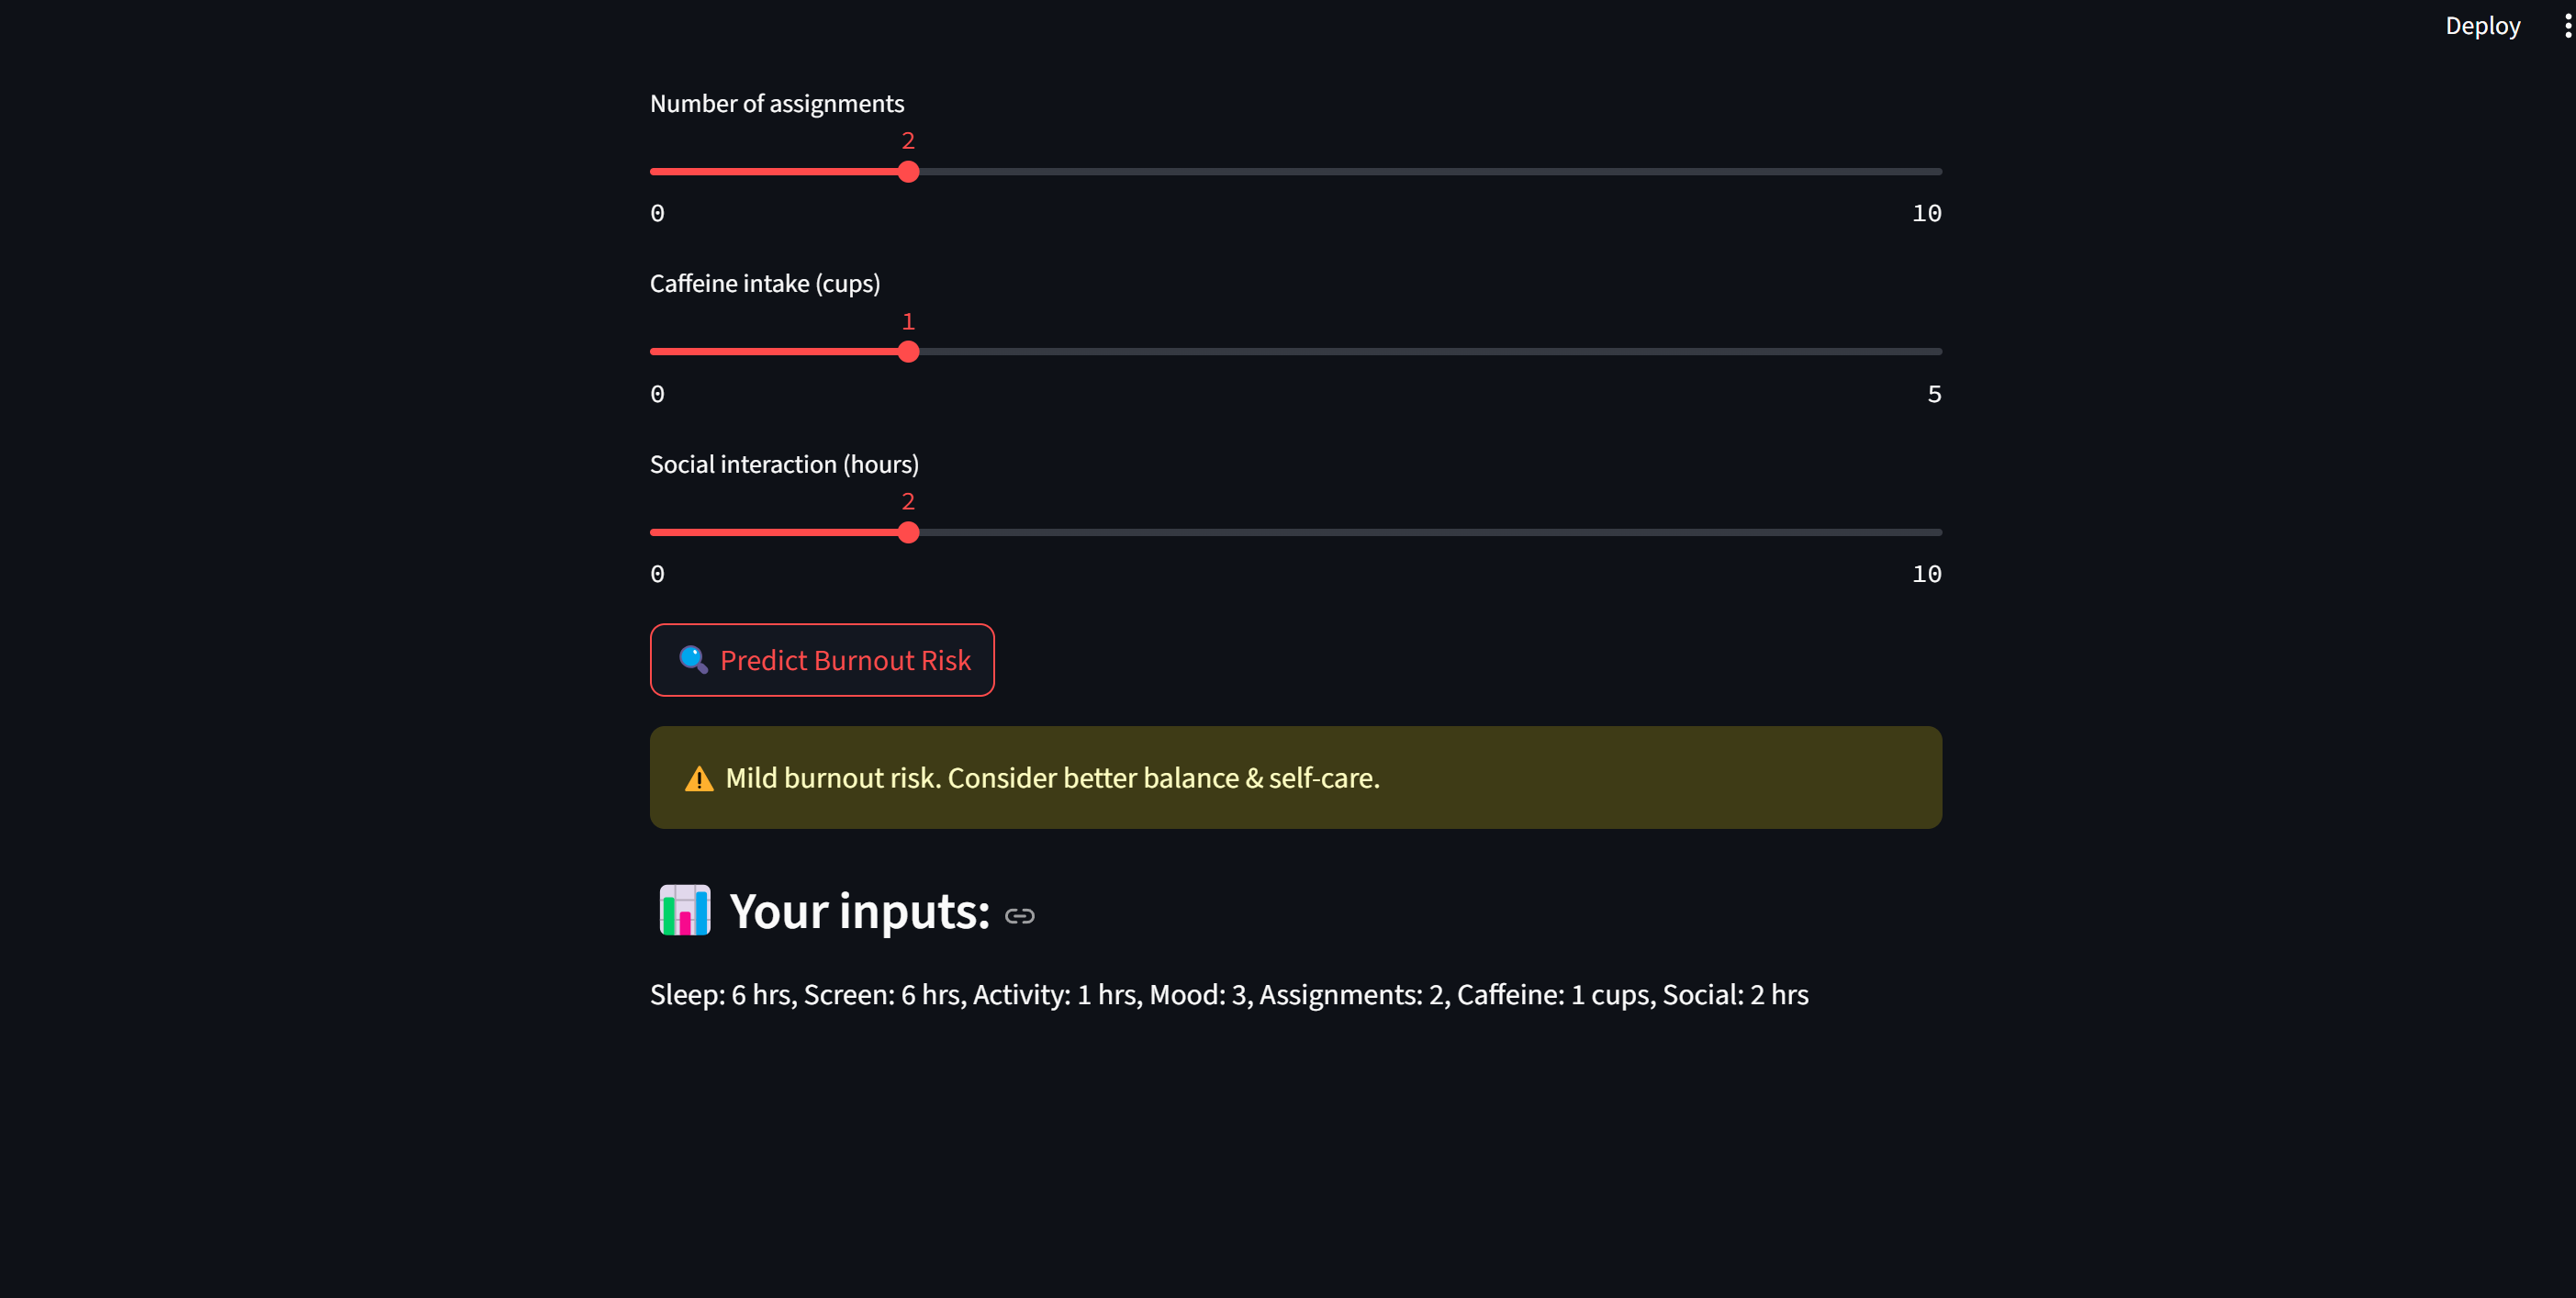 Deploy
Number of assignments
2
0 10
Caffeine intake (cups)
1
0 5
Social interaction (hours)
2
0 10
Predict Burnout Risk
Mild burnout risk. Consider better balance & self-care.
Your inputs:
Sleep: 6 hrs, Screen: 6 hrs, Activity: 1 hrs, Mood: 3, Assignments: 2, Caffeine: 1 cups, Social: 2 hrs